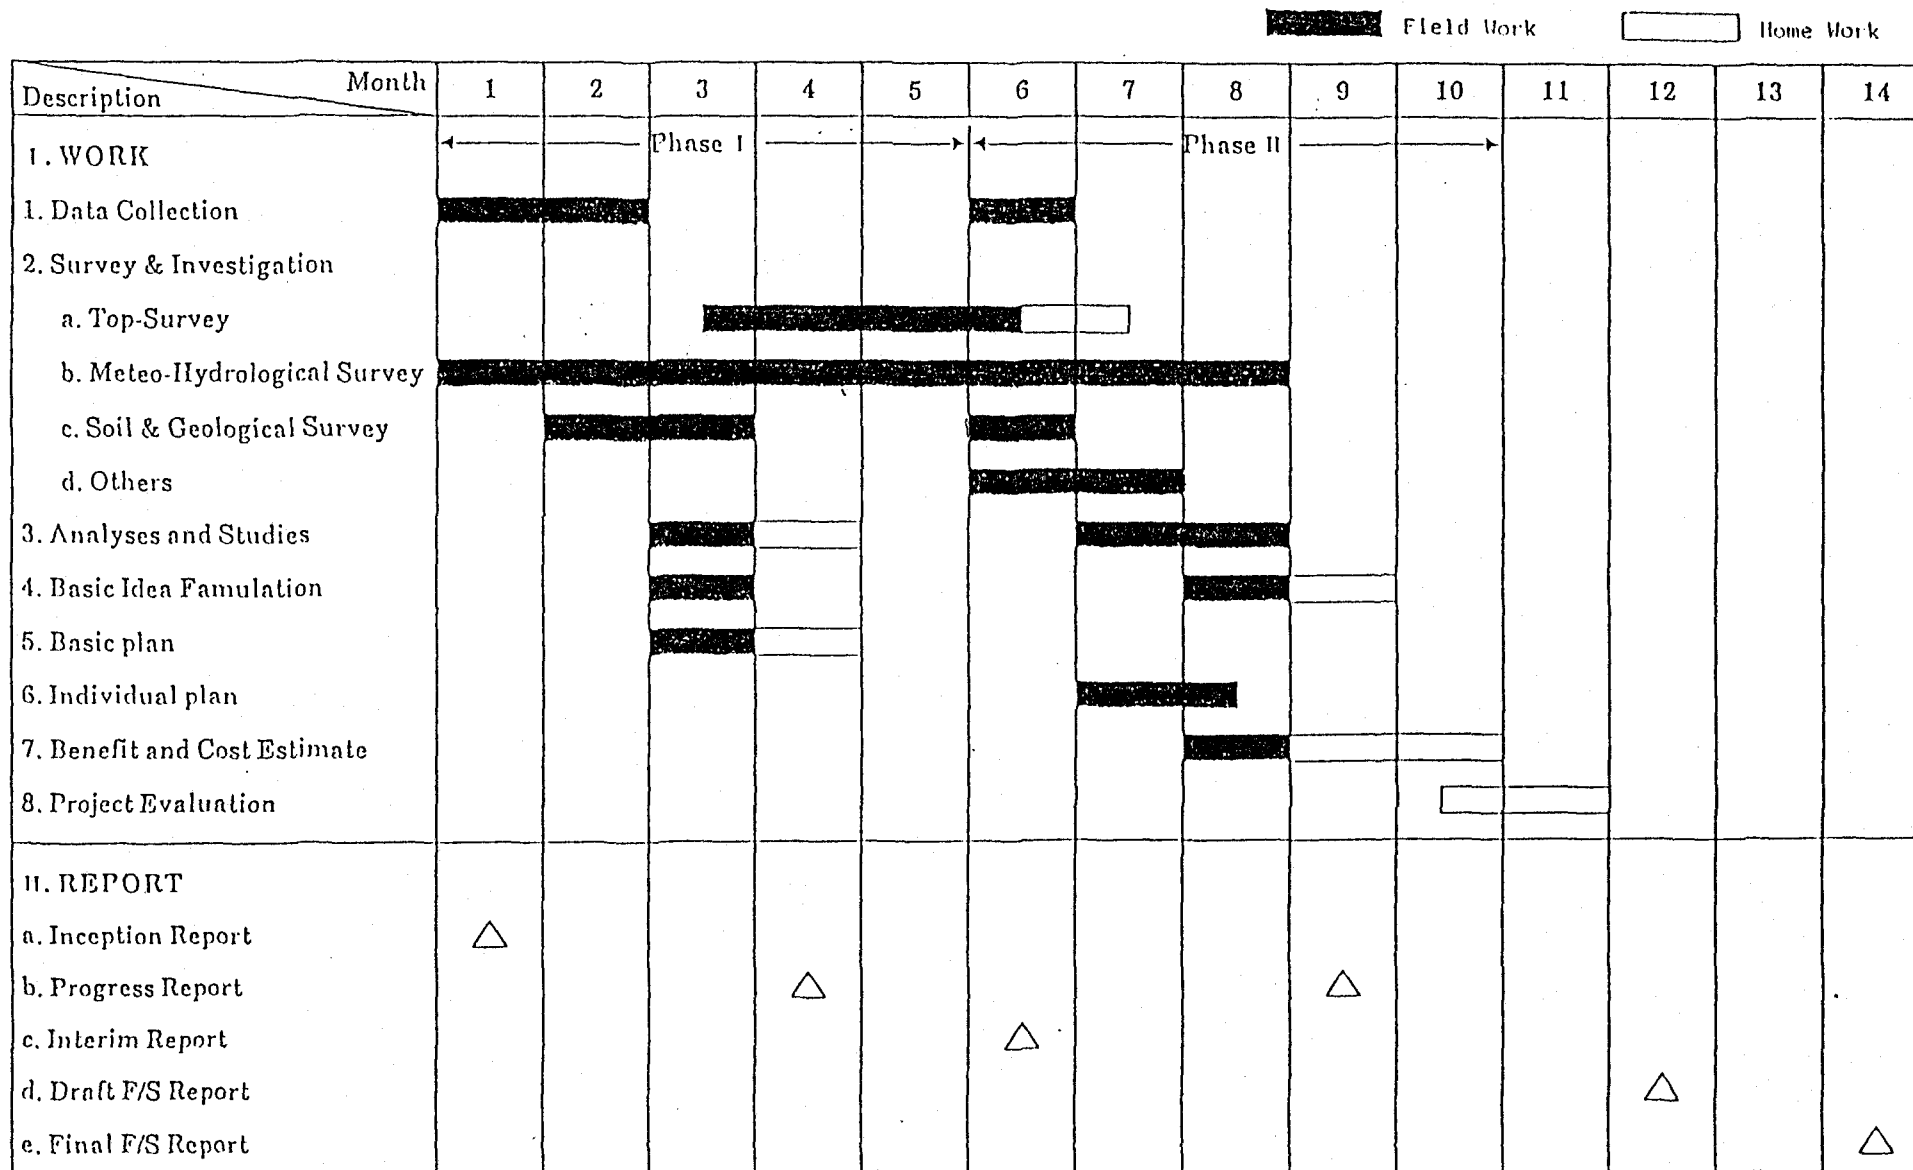 Field Work Home Work
Month 1 2 3 4 5 6 7 8 9 10 11 12 13 14
Description
I. WORK Phase I Phase II
1. Data Collection
2. Survey & Investigation
a. Top-Survey
b. Meteo-Hydrological Survey
c. Soil & Geological Survey
d. Others
3. Analyses and Studies
4. Basic Idea Famulation
5. Basic plan
6. Individual plan
7. Benefit and Cost Estimate
8. Project Evaluation
II. REPORT
a. Inception Report
b. Progress Report
c. Interim Report
d. Draft F/S Report
e. Final F/S Report